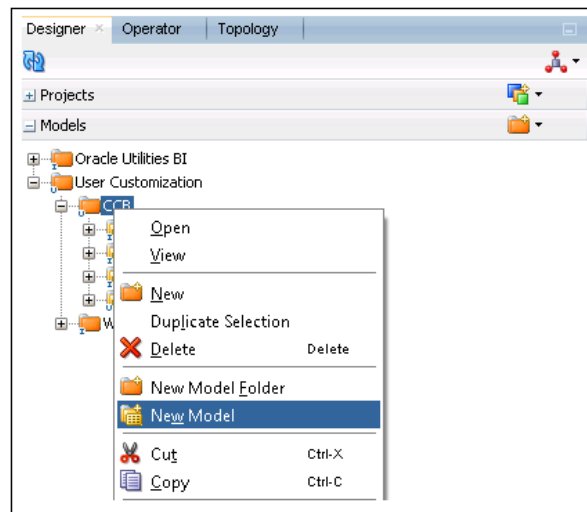 Designer Operator Topology
Projects
Models
Oracle Utilities BI
User Customization
CCB
Open
View
New
Duplicate Selection
Delete Delete
New Model Folder
New Model
Cut Ctrl-X
Copy Ctrl-C